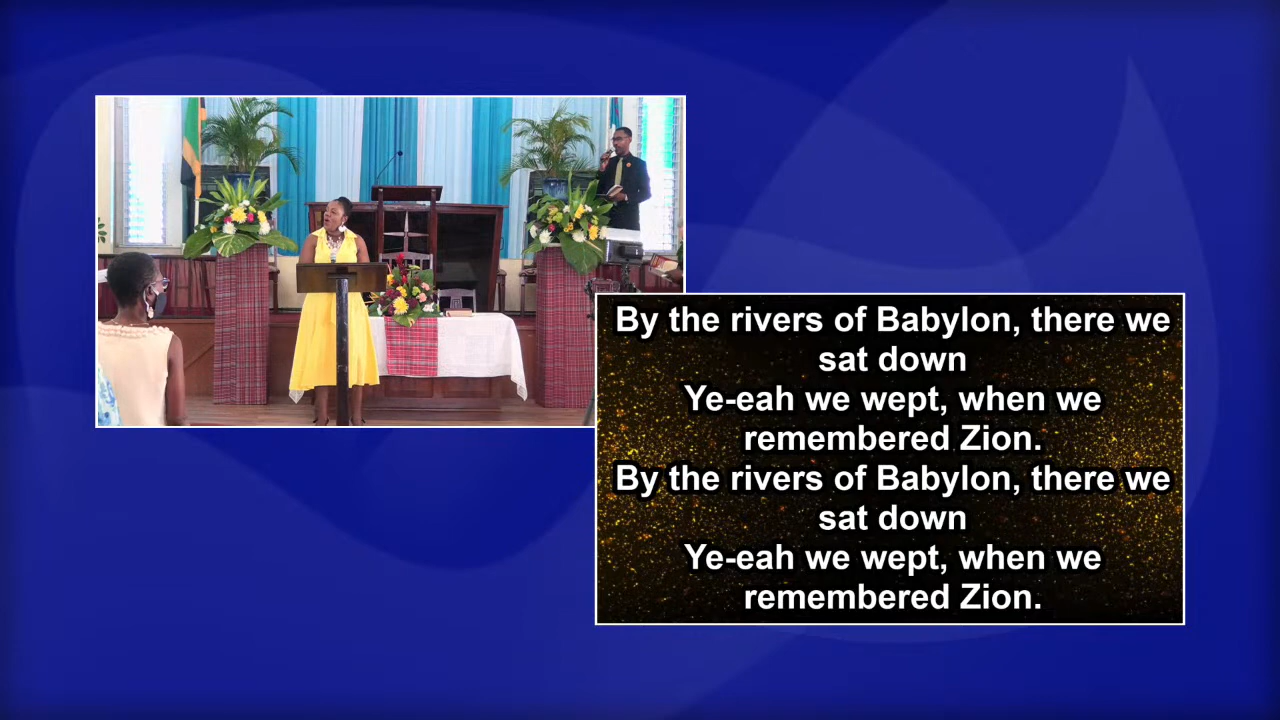 By the rivers of Babylon, there we
sat down
Ye-eah we wept, when we
remembered Zion.
By the rivers of Babylon, there we
sat down
Ye-eah we wept, when we
remembered Zion.